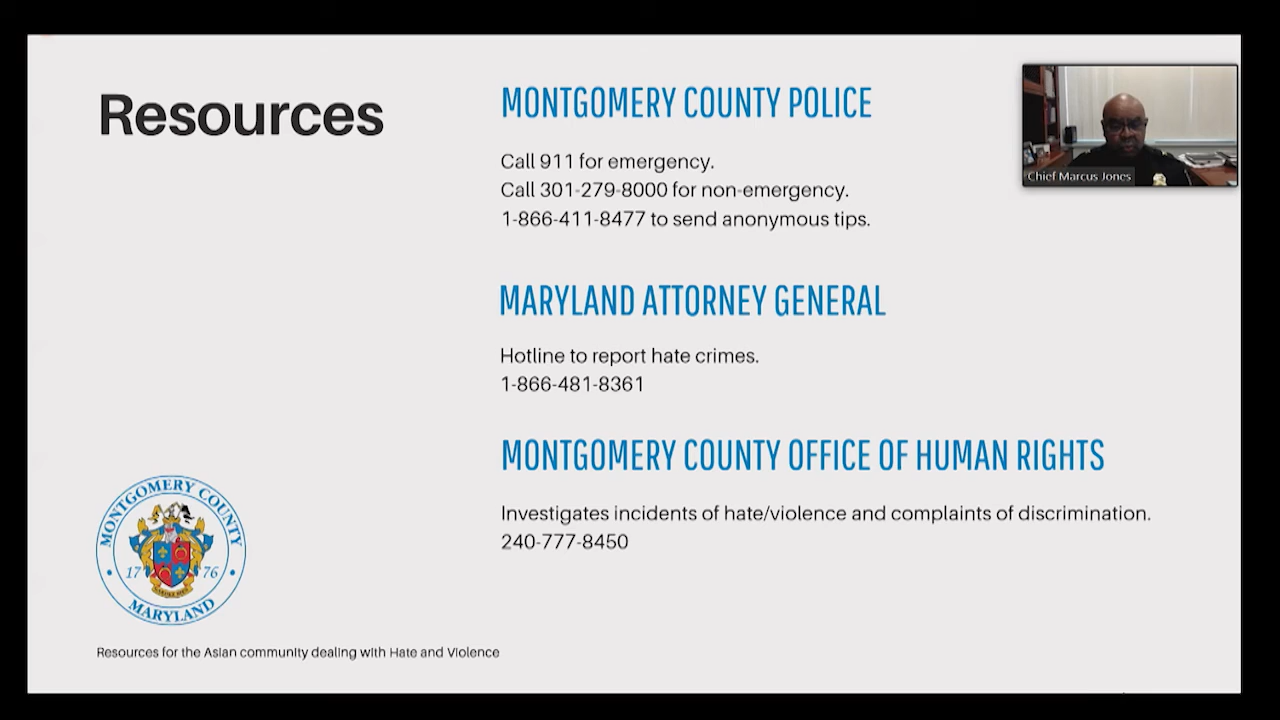 Resources
MONTGOMERY COUNTY POLICE
Call 911 for emergency.
Call 301-279-8000 for non-emergency.
1-866-411-8477 to send anonymous tips.
Chief Marcus Jones
MARYLAND ATTORNEY GENERAL
Hotline to report hate crimes.
1-866-481-8361
MONTGOMERY COUNTY OFFICE OF HUMAN RIGHTS
Investigates incidents of hate/violence and complaints of discrimination.
240-777-8450
MONTGOMERY COUNTY
17 76
MARYLAND
Resources for the Asian community dealing with Hate and Violence